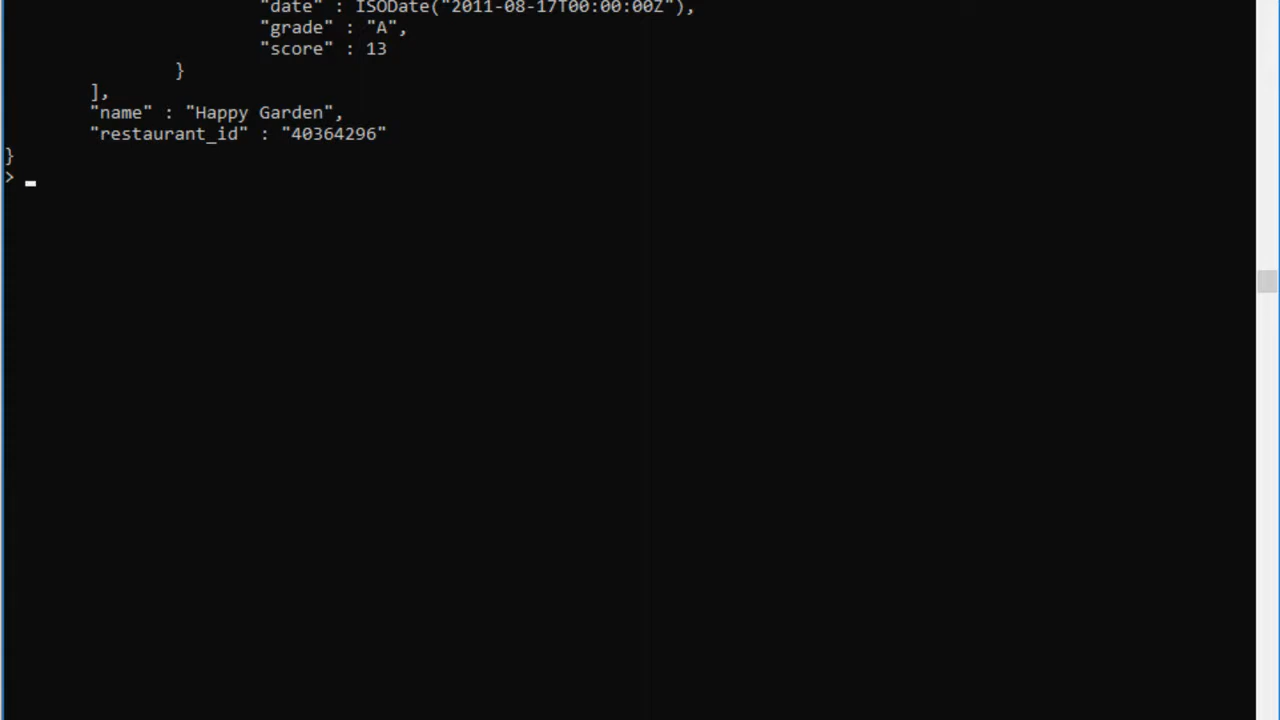 "date" : ISODate("2011-08-17T00:00:00Z"),
"grade" : "A",
"score" : 13
}
],
"name" : "Happy Garden",
"restaurant_id" : "40364296"
}
>